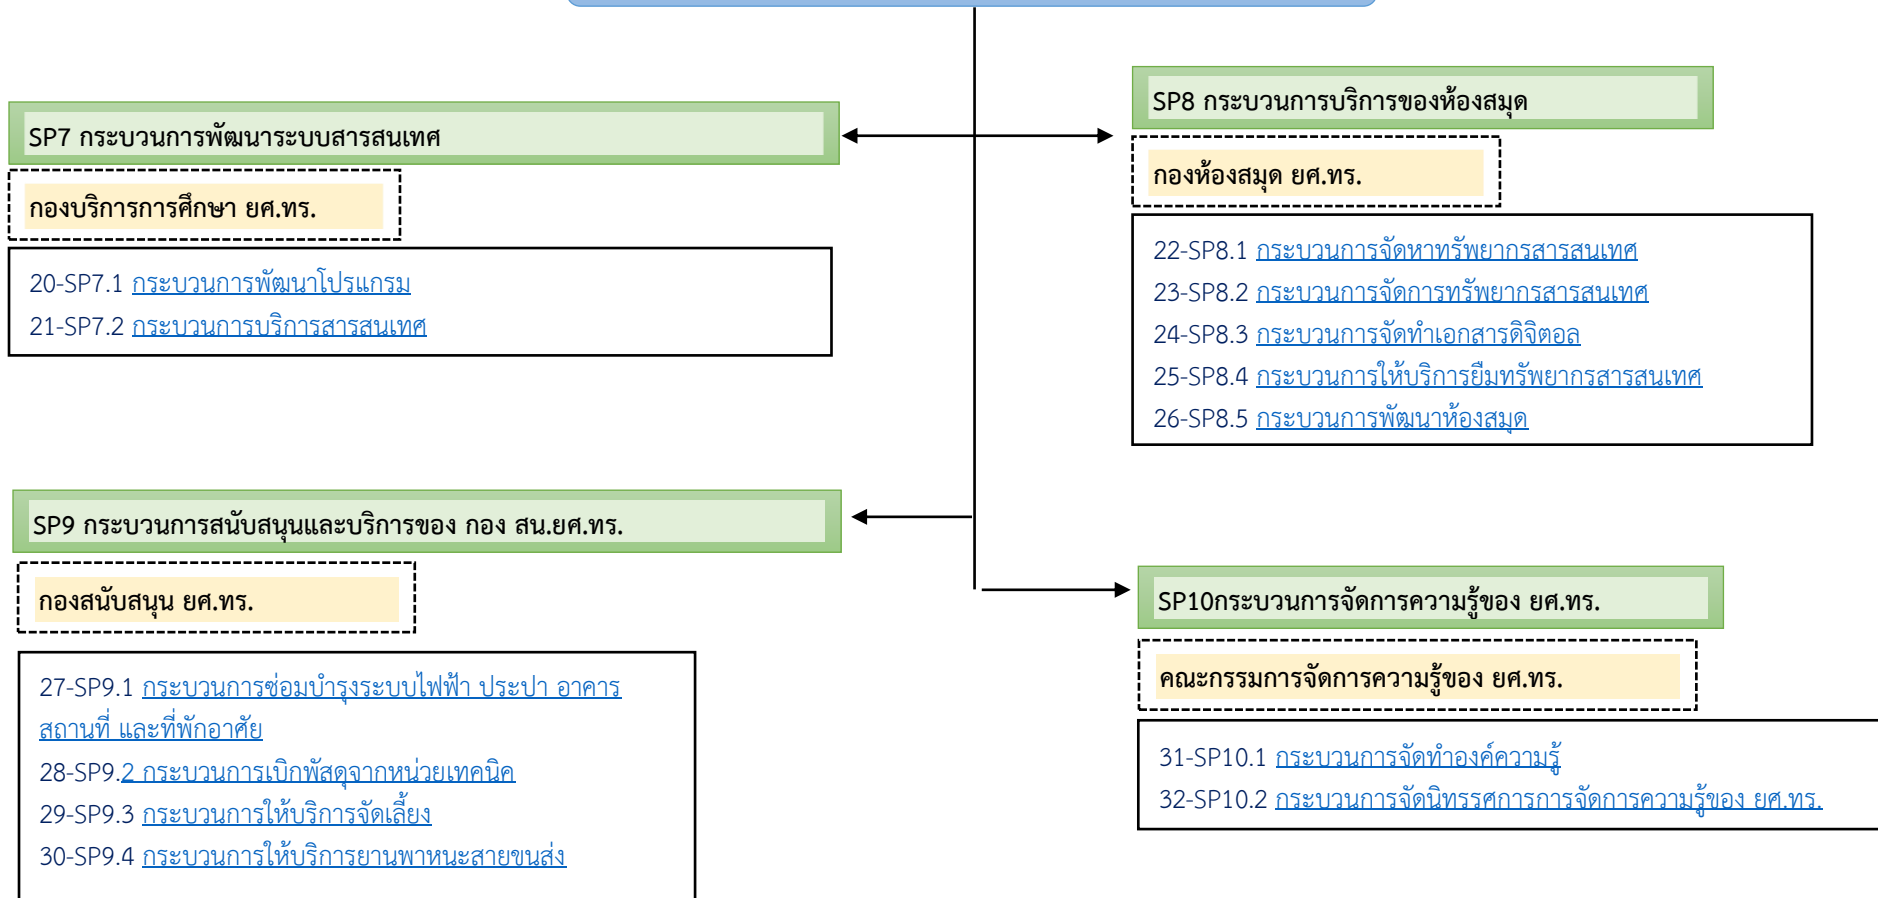 SP7 กระบวนการพัฒนาระบบสารสนเทศ
กองบริการการศึกษา ยศ.ทร.
20-SP7.1 กระบวนการพัฒนาโปรแกรม
21-SP7.2 กระบวนการบริการสารสนเทศ
SP8 กระบวนการบริการของห้องสมุด
กองห้องสมุด ยศ.ทร.
22-SP8.1 กระบวนการจัดหาทรัพยากรสารสนเทศ
23-SP8.2 กระบวนการจัดการทรัพยากรสารสนเทศ
24-SP8.3 กระบวนการจัดทำเอกสารดิจิตอล
25-SP8.4 กระบวนการให้บริการยืมทรัพยากรสารสนเทศ
26-SP8.5 กระบวนการพัฒนาห้องสมุด
SP9 กระบวนการสนับสนุนและบริการของ กอง สน.ยศ.ทร.
กองสนับสนุน ยศ.ทร.
27-SP9.1 กระบวนการซ่อมบำรุงระบบไฟฟ้า ประปา อาคาร
สถานที่ และที่พักอาศัย
28-SP9.2 กระบวนการเบิกพัสดุจากหน่วยเทคนิค
29-SP9.3 กระบวนการให้บริการจัดเลี้ยง
30-SP9.4 กระบวนการให้บริการยานพาหนะสายขนส่ง
SP10กระบวนการจัดการความรู้ของ ยศ.ทร.
คณะกรรมการจัดการความรู้ของ ยศ.ทร.
31-SP10.1 กระบวนการจัดทำองค์ความรู้
32-SP10.2 กระบวนการจัดนิทรรศการการจัดการความรู้ของ ยศ.ทร.